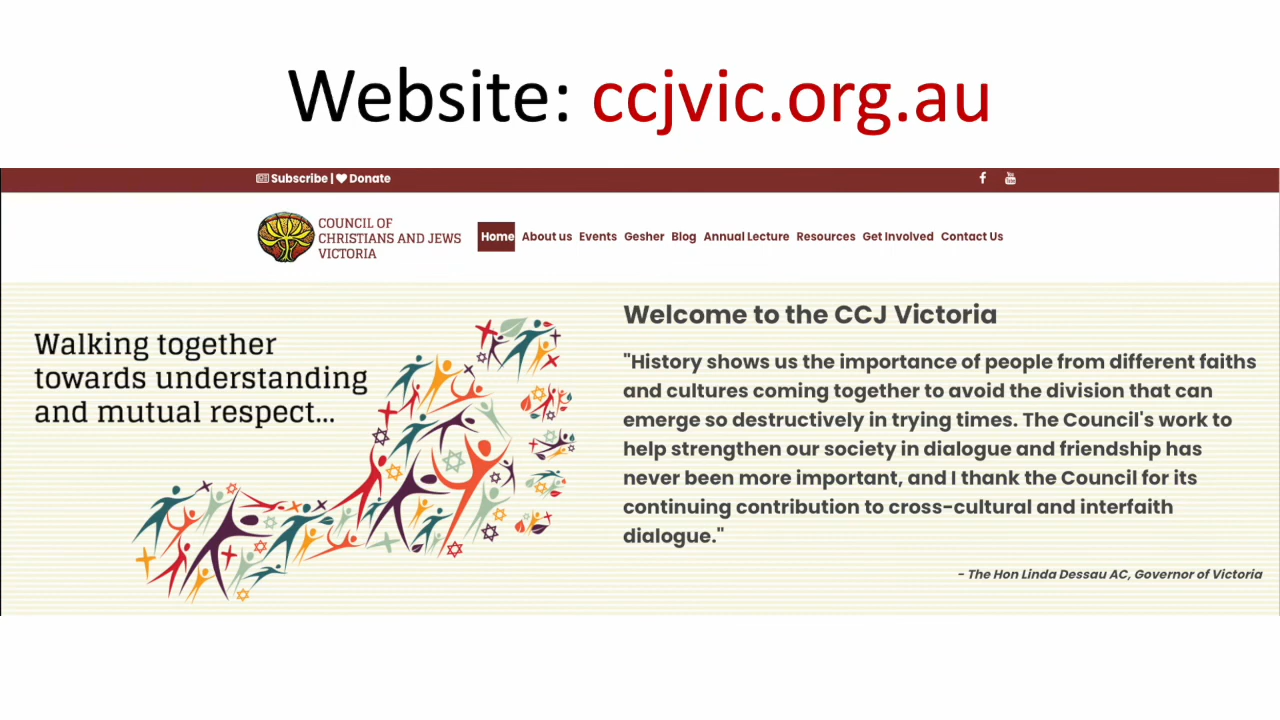 Website: ccjvic.org.au
Subscribe | Donate
COUNCIL OF
CHRISTIANS AND JEWS
VICTORIA
Home About us Events Gesher Blog Annual Lecture Resources Get Involved Contact Us
Walking together
towards understanding
and mutual respect...
Welcome to the CCJ Victoria
"History shows us the importance of people from different faiths
and cultures coming together to avoid the division that can
emerge so destructively in trying times. The Council's work to
help strengthen our society in dialogue and friendship has
never been more important, and I thank the Council for its
continuing contribution to cross-cultural and interfaith
dialogue."
- The Hon Linda Dessau AC, Governor of Victoria